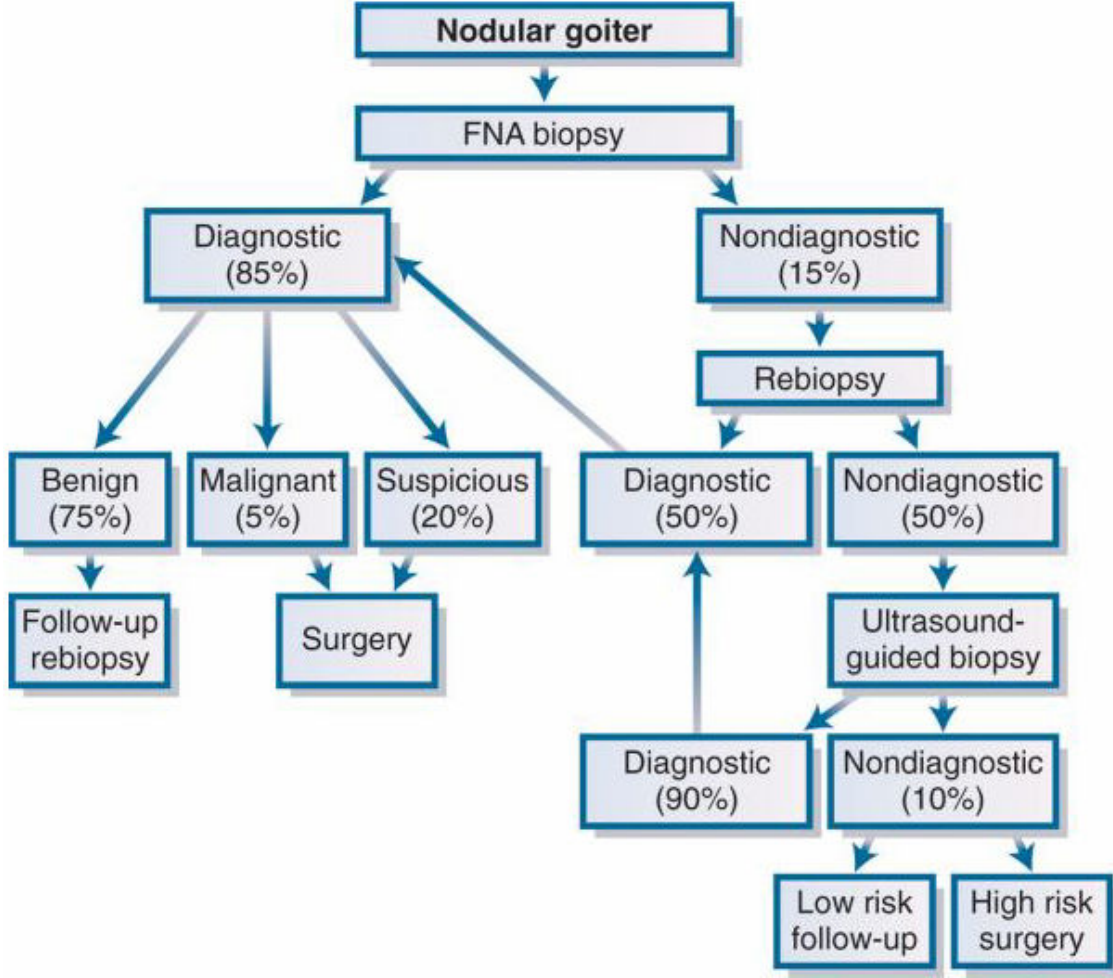 Nodular goiter
FNA biopsy
Diagnostic
(85%)
Nondiagnostic
(15%)
Rebiopsy
Benign
(75%)
Malignant
(5%)
Suspicious
(20%)
Diagnostic
(50%)
Nondiagnostic
(50%)
Follow-up
rebiopsy
Surgery
Ultrasound-
guided biopsy
Diagnostic
(90%)
Nondiagnostic
(10%)
Low risk
follow-up
High risk
surgery